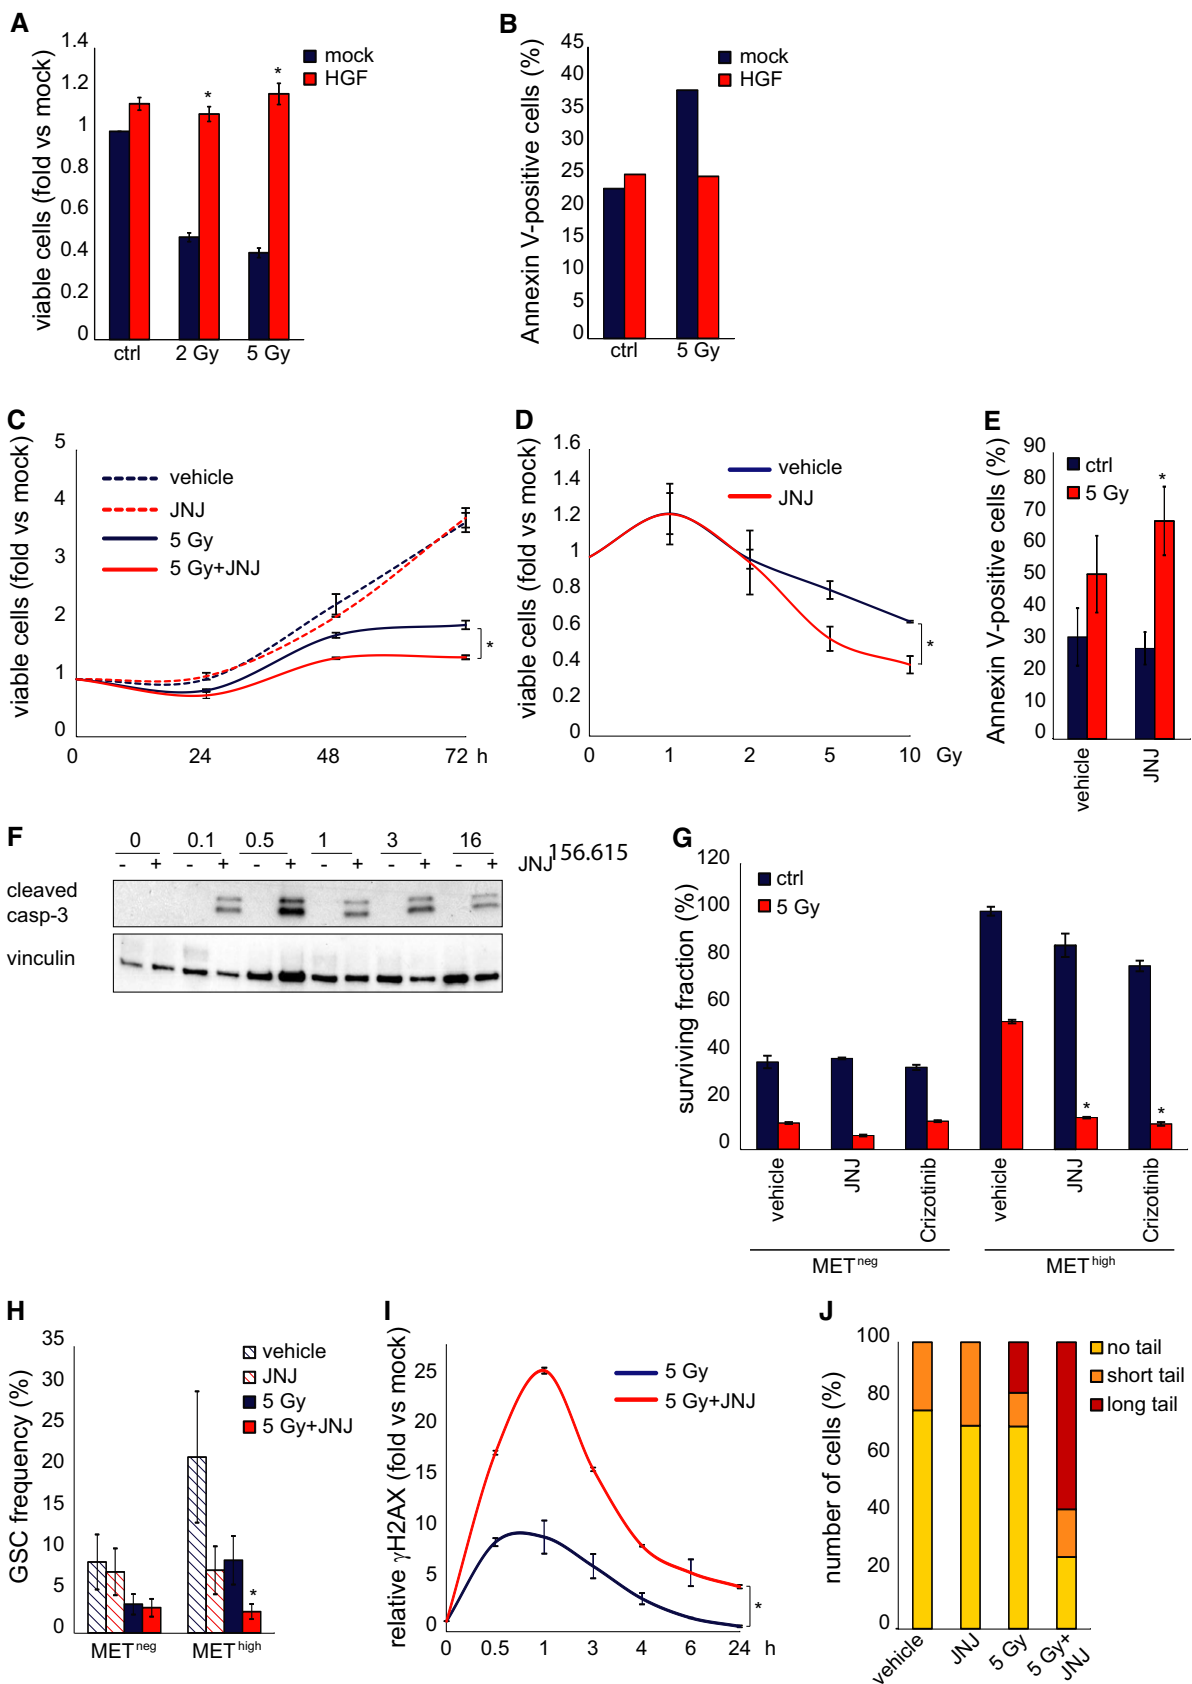 A
viable cells (fold vs mock)
1.4
1.2
1
0.8
0.6
0.4
0.2
0
mock
HGF
*
*
ctrl
2 Gy
5 Gy
B
Annexin V-positive cells (%)
45
40
35
30
25
20
15
10
5
0
mock
HGF
ctrl
5 Gy
C
viable cells (fold vs mock)
5
4
3
2
1
0
vehicle
JNJ
5 Gy
5 Gy+JNJ
*
0
24
48
72 h
D
viable cells (fold vs mock)
1.6
1.4
1.2
1
0.8
0.6
0.4
0.2
0
vehicle
JNJ
*
0
1
2
5
10 Gy
E
Annexin V-positive cells (%)
90
80
70
60
50
40
30
20
10
0
ctrl
5 Gy
*
vehicle
JNJ
F
0 0.1 0.5 1 3 16 156.615
- + - + - + - + - + - + JNJ
cleaved
casp-3
vinculin
G
surviving fraction (%)
120
100
80
60
40
20
0
ctrl
5 Gy
*
*
vehicle
JNJ
Crizotinib
vehicle
JNJ
Crizotinib
METneg
METhigh
H
GSC frequency (%)
35
30
25
20
15
10
5
0
vehicle
JNJ
5 Gy
5 Gy+JNJ
*
METneg
METhigh
I
relative γH2AX (fold vs mock)
25
20
15
10
5
0
5 Gy
5 Gy+JNJ
*
0
0.5
1
3
4
6
24 h
J
number of cells (%)
100
80
60
40
20
0
no tail
short tail
long tail
vehicle
JNJ
5 Gy
5 Gy+
JNJ